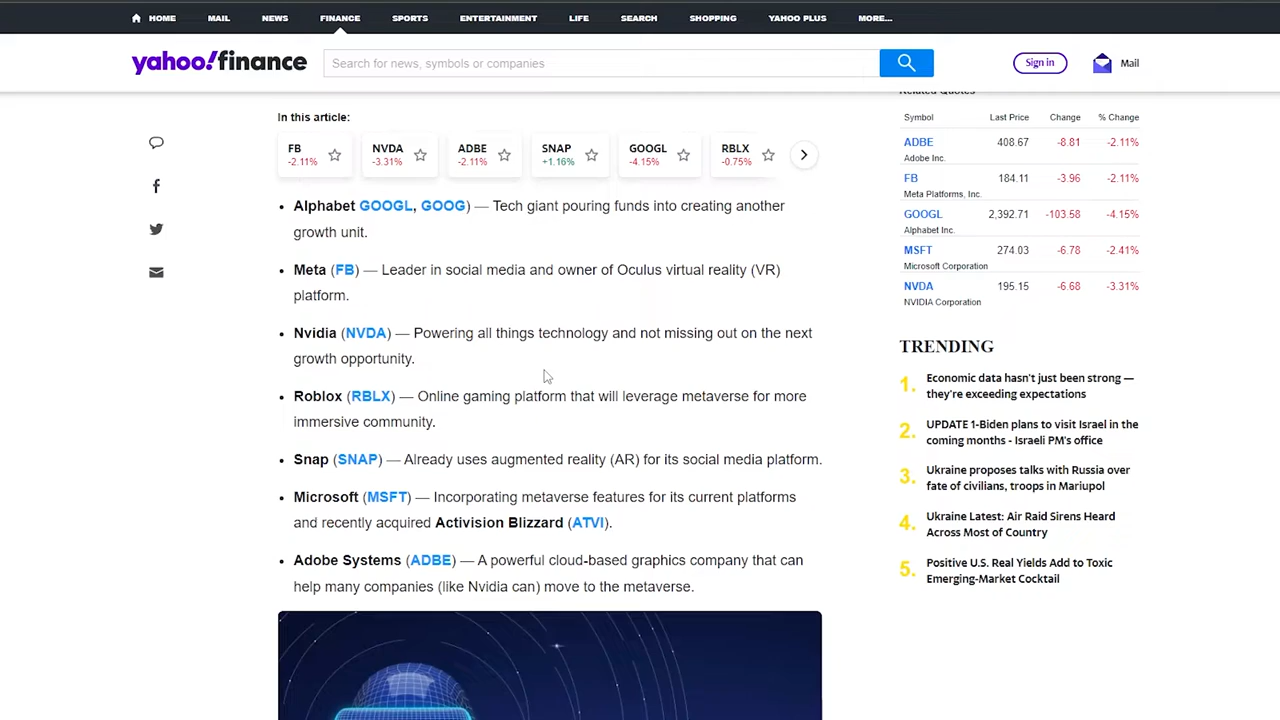 HOME MAIL NEWS FINANCE SPORTS ENTERTAINMENT LIFE SEARCH SHOPPING YAHOO PLUS MORE...
yahoo!finance Search for news, symbols or companies Sign in Mail
In this article:
FB NVDA ADBE SNAP GOOGL RBLX
-2.11% -3.31% -2.11% +1.16% -4.15% -0.75%
• Alphabet GOOGL, GOOG) — Tech giant pouring funds into creating another
growth unit.
• Meta (FB) — Leader in social media and owner of Oculus virtual reality (VR)
platform.
• Nvidia (NVDA) — Powering all things technology and not missing out on the next
growth opportunity.
• Roblox (RBLX) — Online gaming platform that will leverage metaverse for more
immersive community.
• Snap (SNAP) — Already uses augmented reality (AR) for its social media platform.
• Microsoft (MSFT) — Incorporating metaverse features for its current platforms
and recently acquired Activision Blizzard (ATVI).
• Adobe Systems (ADBE) — A powerful cloud-based graphics company that can
help many companies (like Nvidia can) move to the metaverse.
Related Quotes
Symbol Last Price Change % Change
ADBE 408.67 -8.81 -2.11%
Adobe Inc.
FB 184.11 -3.96 -2.11%
Meta Platforms, Inc.
GOOGL 2,392.71 -103.58 -4.15%
Alphabet Inc.
MSFT 274.03 -6.78 -2.41%
Microsoft Corporation
NVDA 195.15 -6.68 -3.31%
NVIDIA Corporation
TRENDING
1. Economic data hasn't just been strong —
they're exceeding expectations
2. UPDATE 1-Biden plans to visit Israel in the
coming months - Israeli PM's office
3. Ukraine proposes talks with Russia over
fate of civilians, troops in Mariupol
4. Ukraine Latest: Air Raid Sirens Heard
Across Most of Country
5. Positive U.S. Real Yields Add to Toxic
Emerging-Market Cocktail